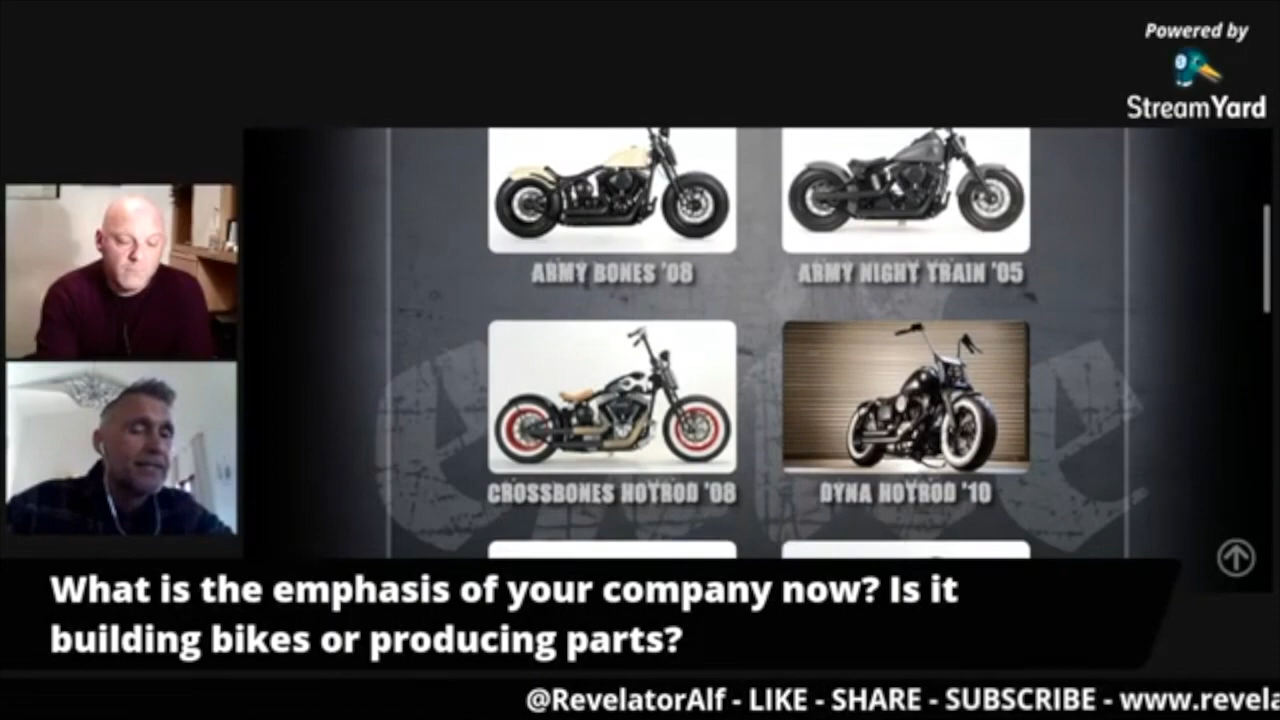 Powered by
StreamYard
ARMY BONES '08
ARMY NIGHT TRAIN '05
CROSSBONES HOTROD '08
DYNA HOTROD '10
What is the emphasis of your company now? Is it
building bikes or producing parts?
@RevelatorAlf - LIKE - SHARE - SUBSCRIBE - www.revela